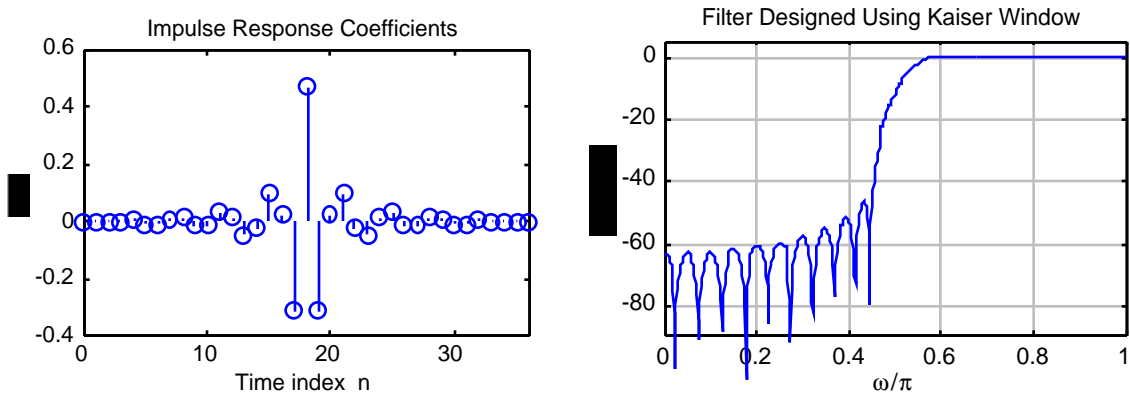 Impulse Response Coefficients
0.6
0.4
0.2
0
-0.2
-0.4
0 10 20 30
Time index n
Filter Designed Using Kaiser Window
0
-20
-40
-60
-80
0 0.2 0.4 0.6 0.8 1
ω/π